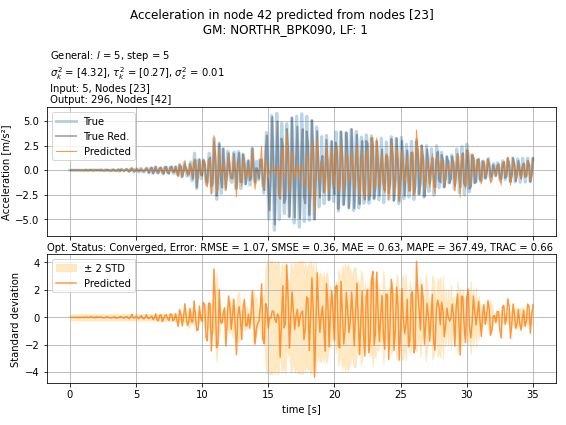 Acceleration in node 42 predicted from nodes [23]
GM: NORTHR_BPK090, LF: 1
General: l = 5, step = 5
σ²ₖ = [4.32], τ²ₖ = [0.27], σ²ε = 0.01
Input: 5, Nodes [23]
Output: 296, Nodes [42]
Acceleration [m/s²]
5.0
2.5
0.0
−2.5
−5.0
True
True Red.
Predicted
Opt. Status: Converged, Error: RMSE = 1.07, SMSE = 0.36, MAE = 0.63, MAPE = 367.49, TRAC = 0.66
Standard deviation
4
2
0
−2
−4
± 2 STD
Predicted
0 5 10 15 20 25 30 35
time [s]